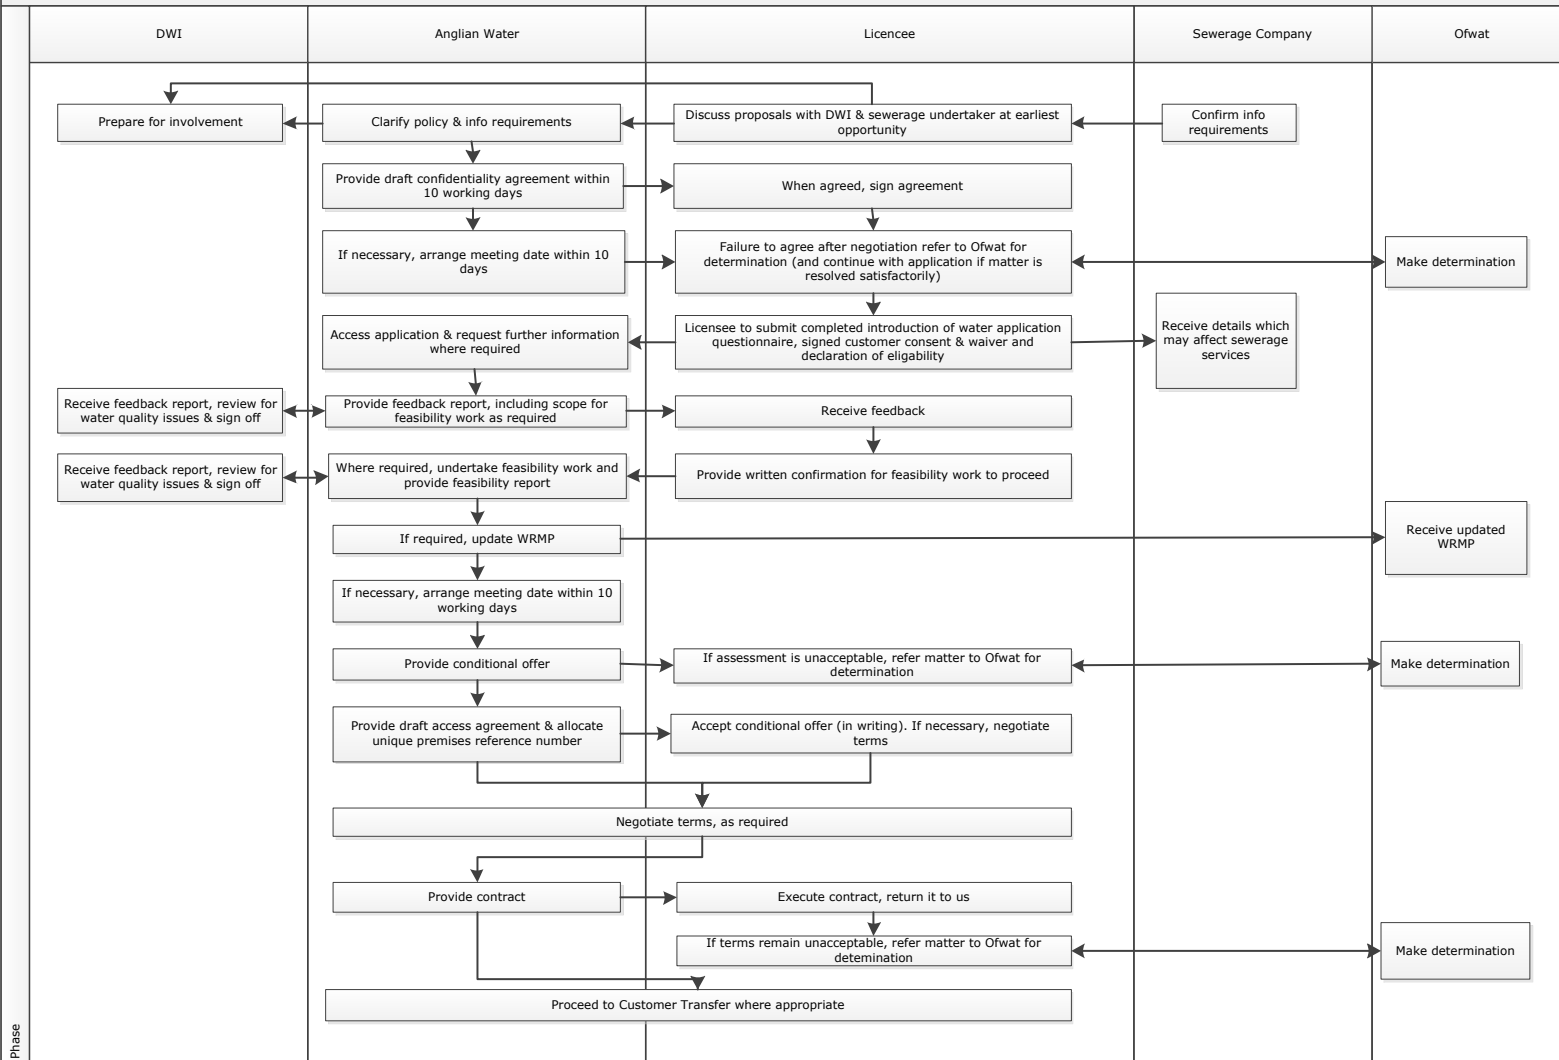 DWI
Anglian Water
Licencee
Sewerage Company
Ofwat
Prepare for involvement
Clarify policy & info requirements
Discuss proposals with DWI & sewerage undertaker at earliest
opportunity
Confirm info
requirements
Provide draft confidentiality agreement within
10 working days
When agreed, sign agreement
If necessary, arrange meeting date within 10
days
Failure to agree after negotiation refer to Ofwat for
determination (and continue with application if matter is
resolved satisfactorily)
Make determination
Access application & request further information
where required
Licensee to submit completed introduction of water application
questionnaire, signed customer consent & waiver and
declaration of eligability
Receive details which
may affect sewerage
services
Receive feedback report, review for
water quality issues & sign off
Provide feedback report, including scope for
feasibility work as required
Receive feedback
Receive feedback report, review for
water quality issues & sign off
Where required, undertake feasibility work and
provide feasibility report
Provide written confirmation for feasibility work to proceed
If required, update WRMP
Receive updated
WRMP
If necessary, arrange meeting date within 10
working days
Provide conditional offer
If assessment is unacceptable, refer matter to Ofwat for
determination
Make determination
Provide draft access agreement & allocate
unique premises reference number
Accept conditional offer (in writing). If necessary, negotiate
terms
Negotiate terms, as required
Provide contract
Execute contract, return it to us
If terms remain unacceptable, refer matter to Ofwat for
detemination
Make determination
Proceed to Customer Transfer where appropriate
Phase